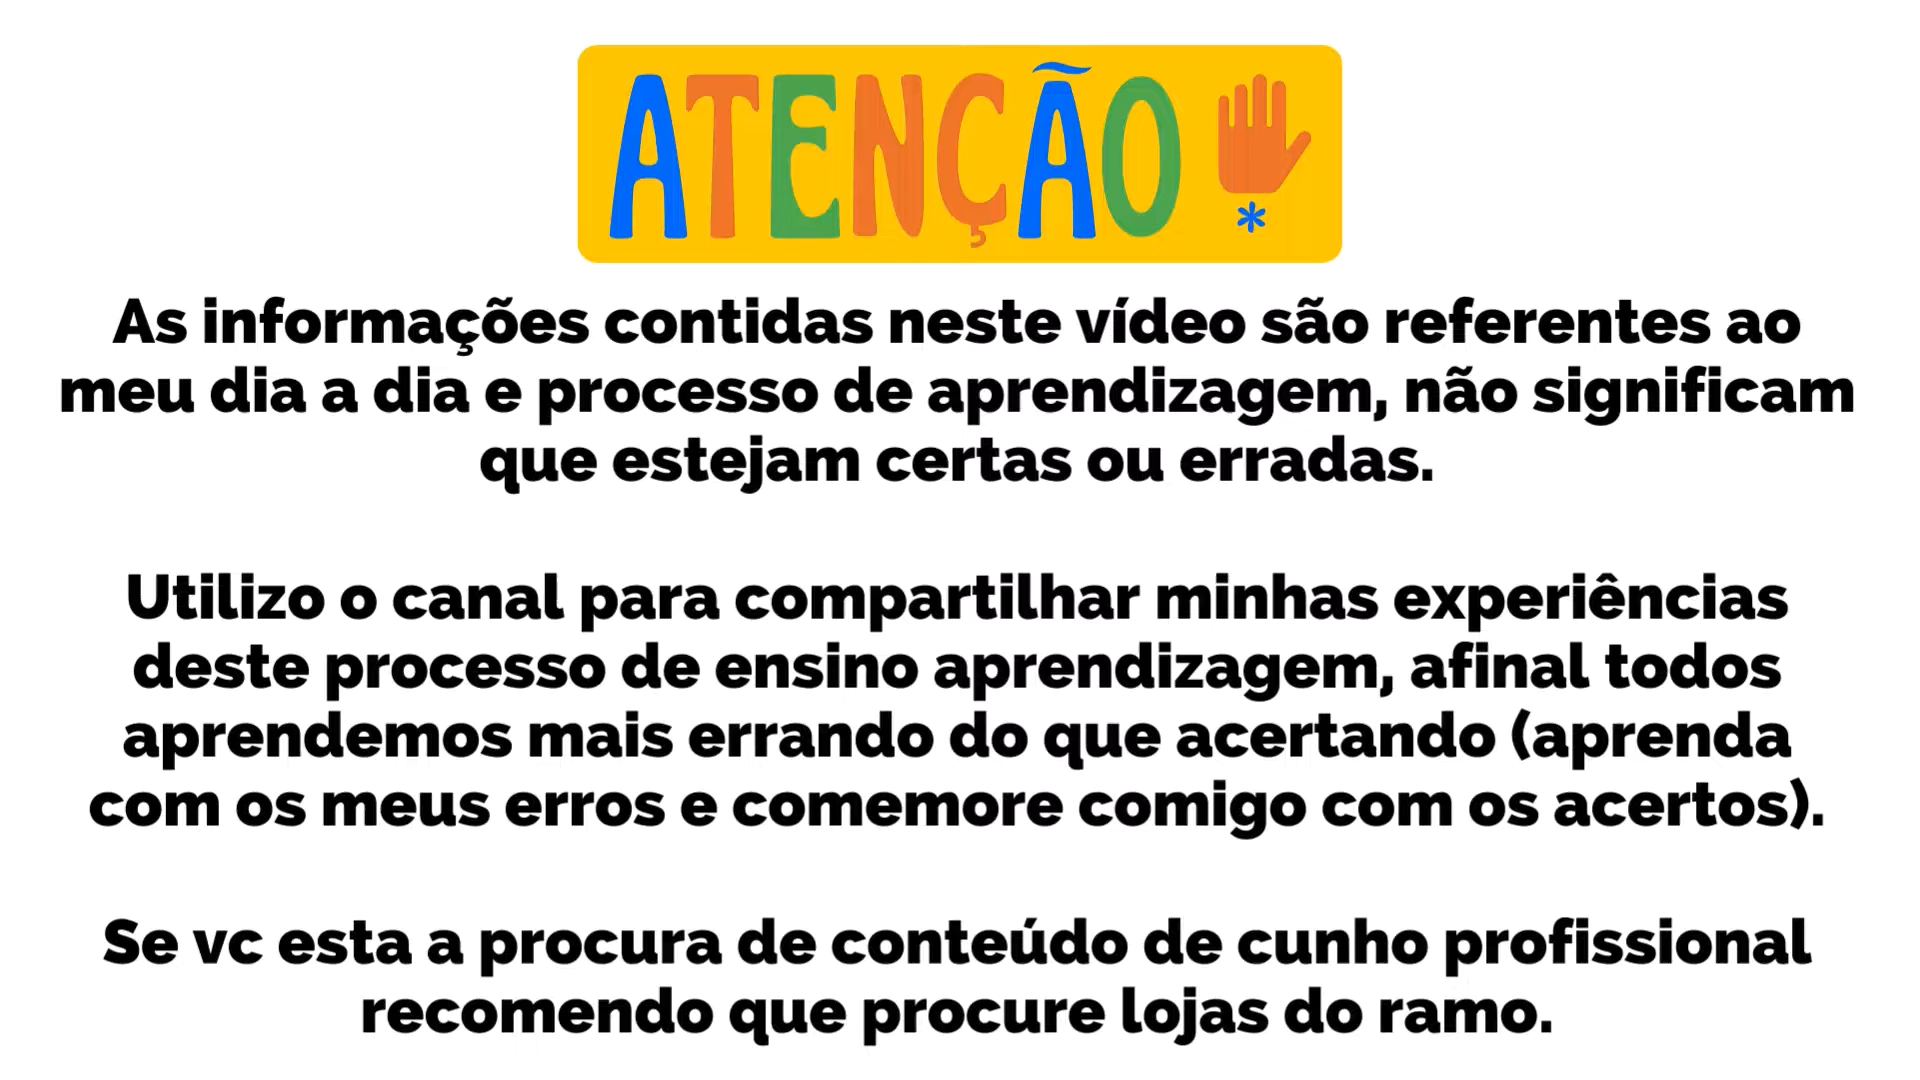 ATENÇÃO
As informações contidas neste vídeo são referentes ao
meu dia a dia e processo de aprendizagem, não significam
que estejam certas ou erradas.
Utilizo o canal para compartilhar minhas experiências
deste processo de ensino aprendizagem, afinal todos
aprendemos mais errando do que acertando (aprenda
com os meus erros e comemore comigo com os acertos).
Se vc esta a procura de conteúdo de cunho profissional
recomendo que procure lojas do ramo.